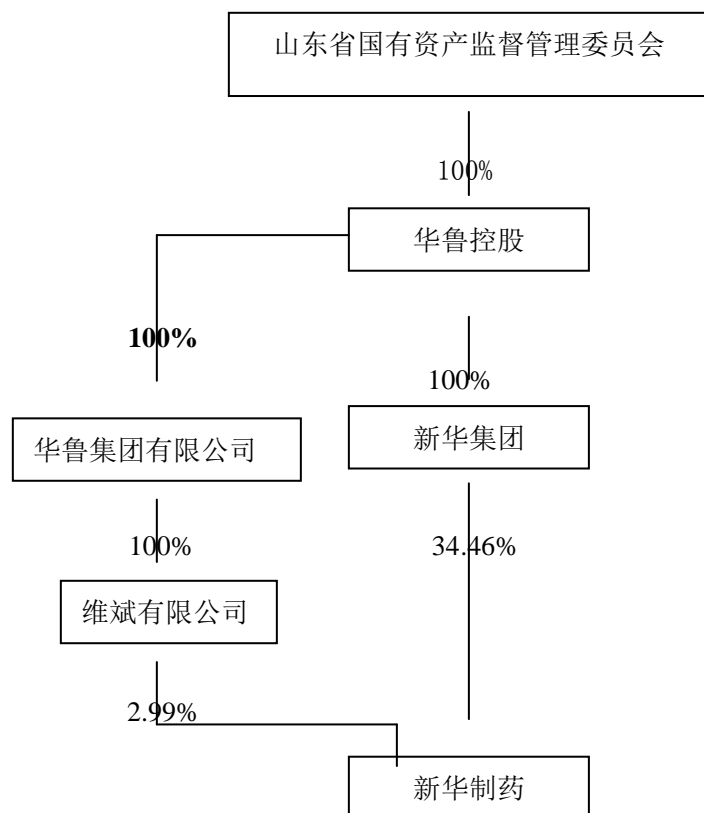 山东省国有资产监督管理委员会
100%
华鲁控股
100%
100%
华鲁集团有限公司
新华集团
100%
34.46%
维斌有限公司
2.99%
新华制药